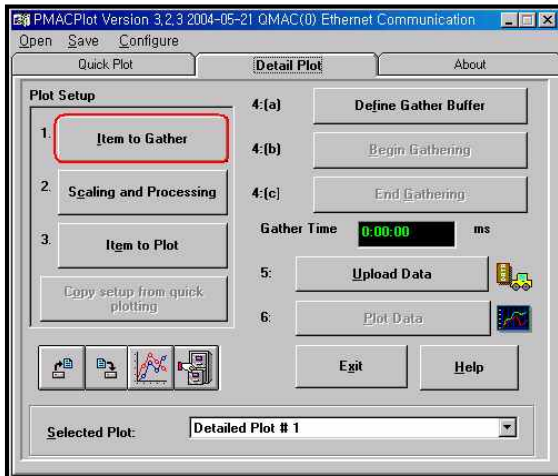 PMACPlot Version 3,2,3 2004-05-21 QMAC(0) Ethernet Communication
Open Save Configure
Quick Plot Detail Plot About
Plot Setup
1. Item to Gather
2. Scaling and Processing
3. Item to Plot
Copy setup from quick
plotting
4:(a) Define Gather Buffer
4:(b) Begin Gathering
4:(c) End Gathering
Gather Time 0:00:00 ms
5: Upload Data
6: Plot Data
Exit Help
Selected Plot: Detailed Plot # 1